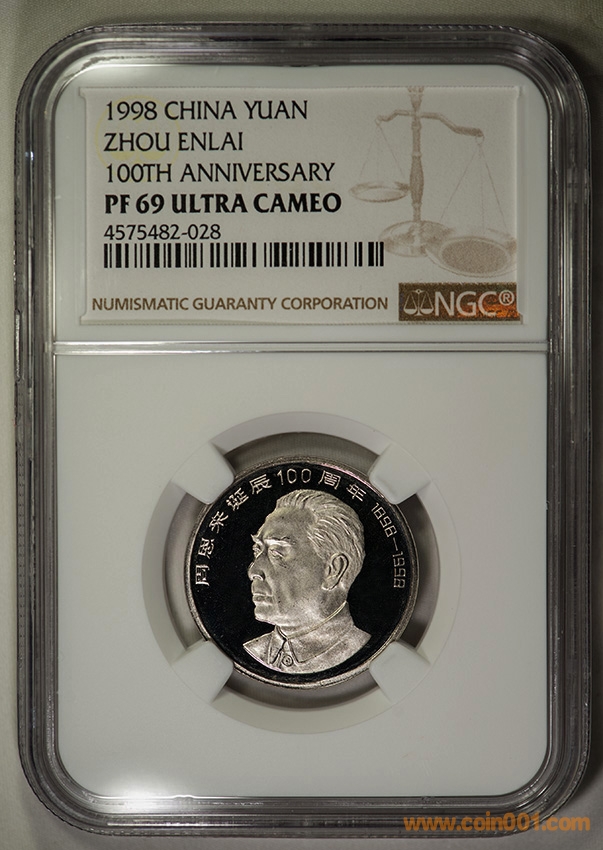 1998 CHINA YUAN
ZHOU ENLAI
100TH ANNIVERSARY
PF 69 ULTRA CAMEO
4575482-028
NUMISMATIC GUARANTY CORPORATION
NGC®
周恩来诞辰100周年 1898—1998
www.coin001.com